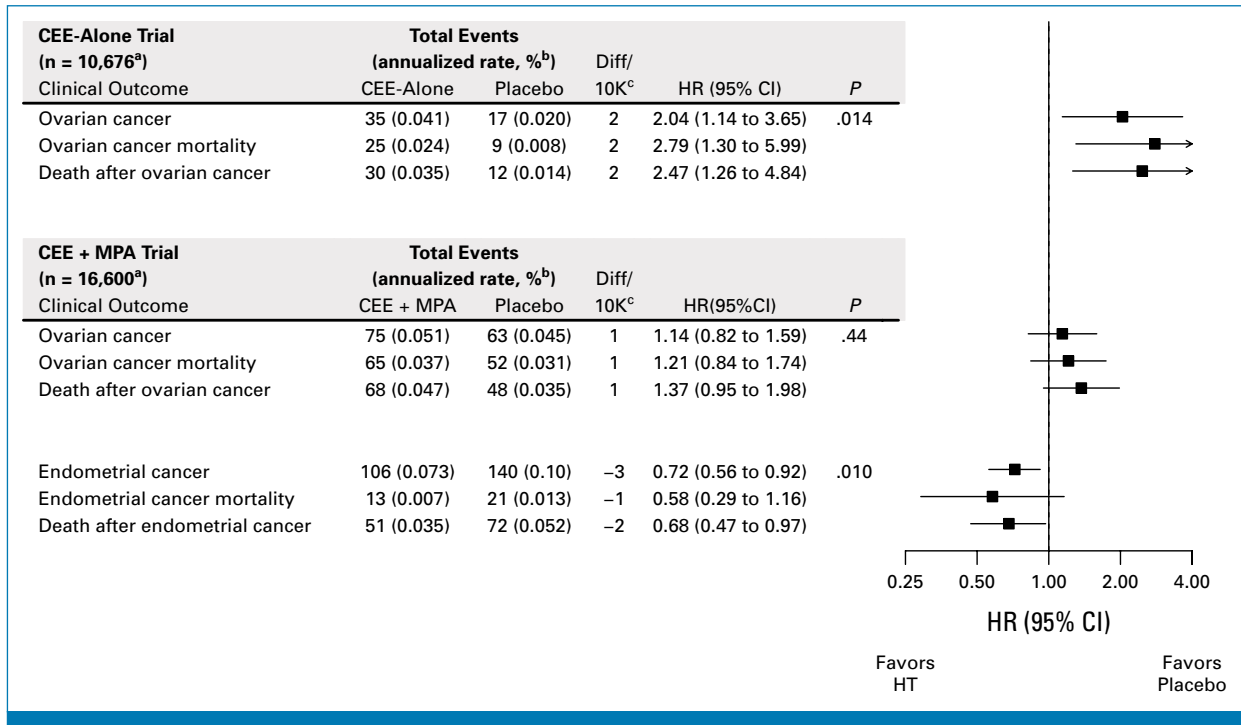 CEE-Alone Trial Total Events
(n = 10,676a) (annualized rate, %b) Diff/
Clinical Outcome CEE-Alone Placebo 10Kc HR (95% CI) P
Ovarian cancer 35 (0.041) 17 (0.020) 2 2.04 (1.14 to 3.65) .014
Ovarian cancer mortality 25 (0.024) 9 (0.008) 2 2.79 (1.30 to 5.99)
Death after ovarian cancer 30 (0.035) 12 (0.014) 2 2.47 (1.26 to 4.84)
CEE + MPA Trial Total Events
(n = 16,600a) (annualized rate, %b) Diff/
Clinical Outcome CEE + MPA Placebo 10Kc HR(95%CI) P
Ovarian cancer 75 (0.051) 63 (0.045) 1 1.14 (0.82 to 1.59) .44
Ovarian cancer mortality 65 (0.037) 52 (0.031) 1 1.21 (0.84 to 1.74)
Death after ovarian cancer 68 (0.047) 48 (0.035) 1 1.37 (0.95 to 1.98)
Endometrial cancer 106 (0.073) 140 (0.10) −3 0.72 (0.56 to 0.92) .010
Endometrial cancer mortality 13 (0.007) 21 (0.013) −1 0.58 (0.29 to 1.16)
Death after endometrial cancer 51 (0.035) 72 (0.052) −2 0.68 (0.47 to 0.97)
0.25 0.50 1.00 2.00 4.00
HR (95% CI)
Favors Favors
HT Placebo